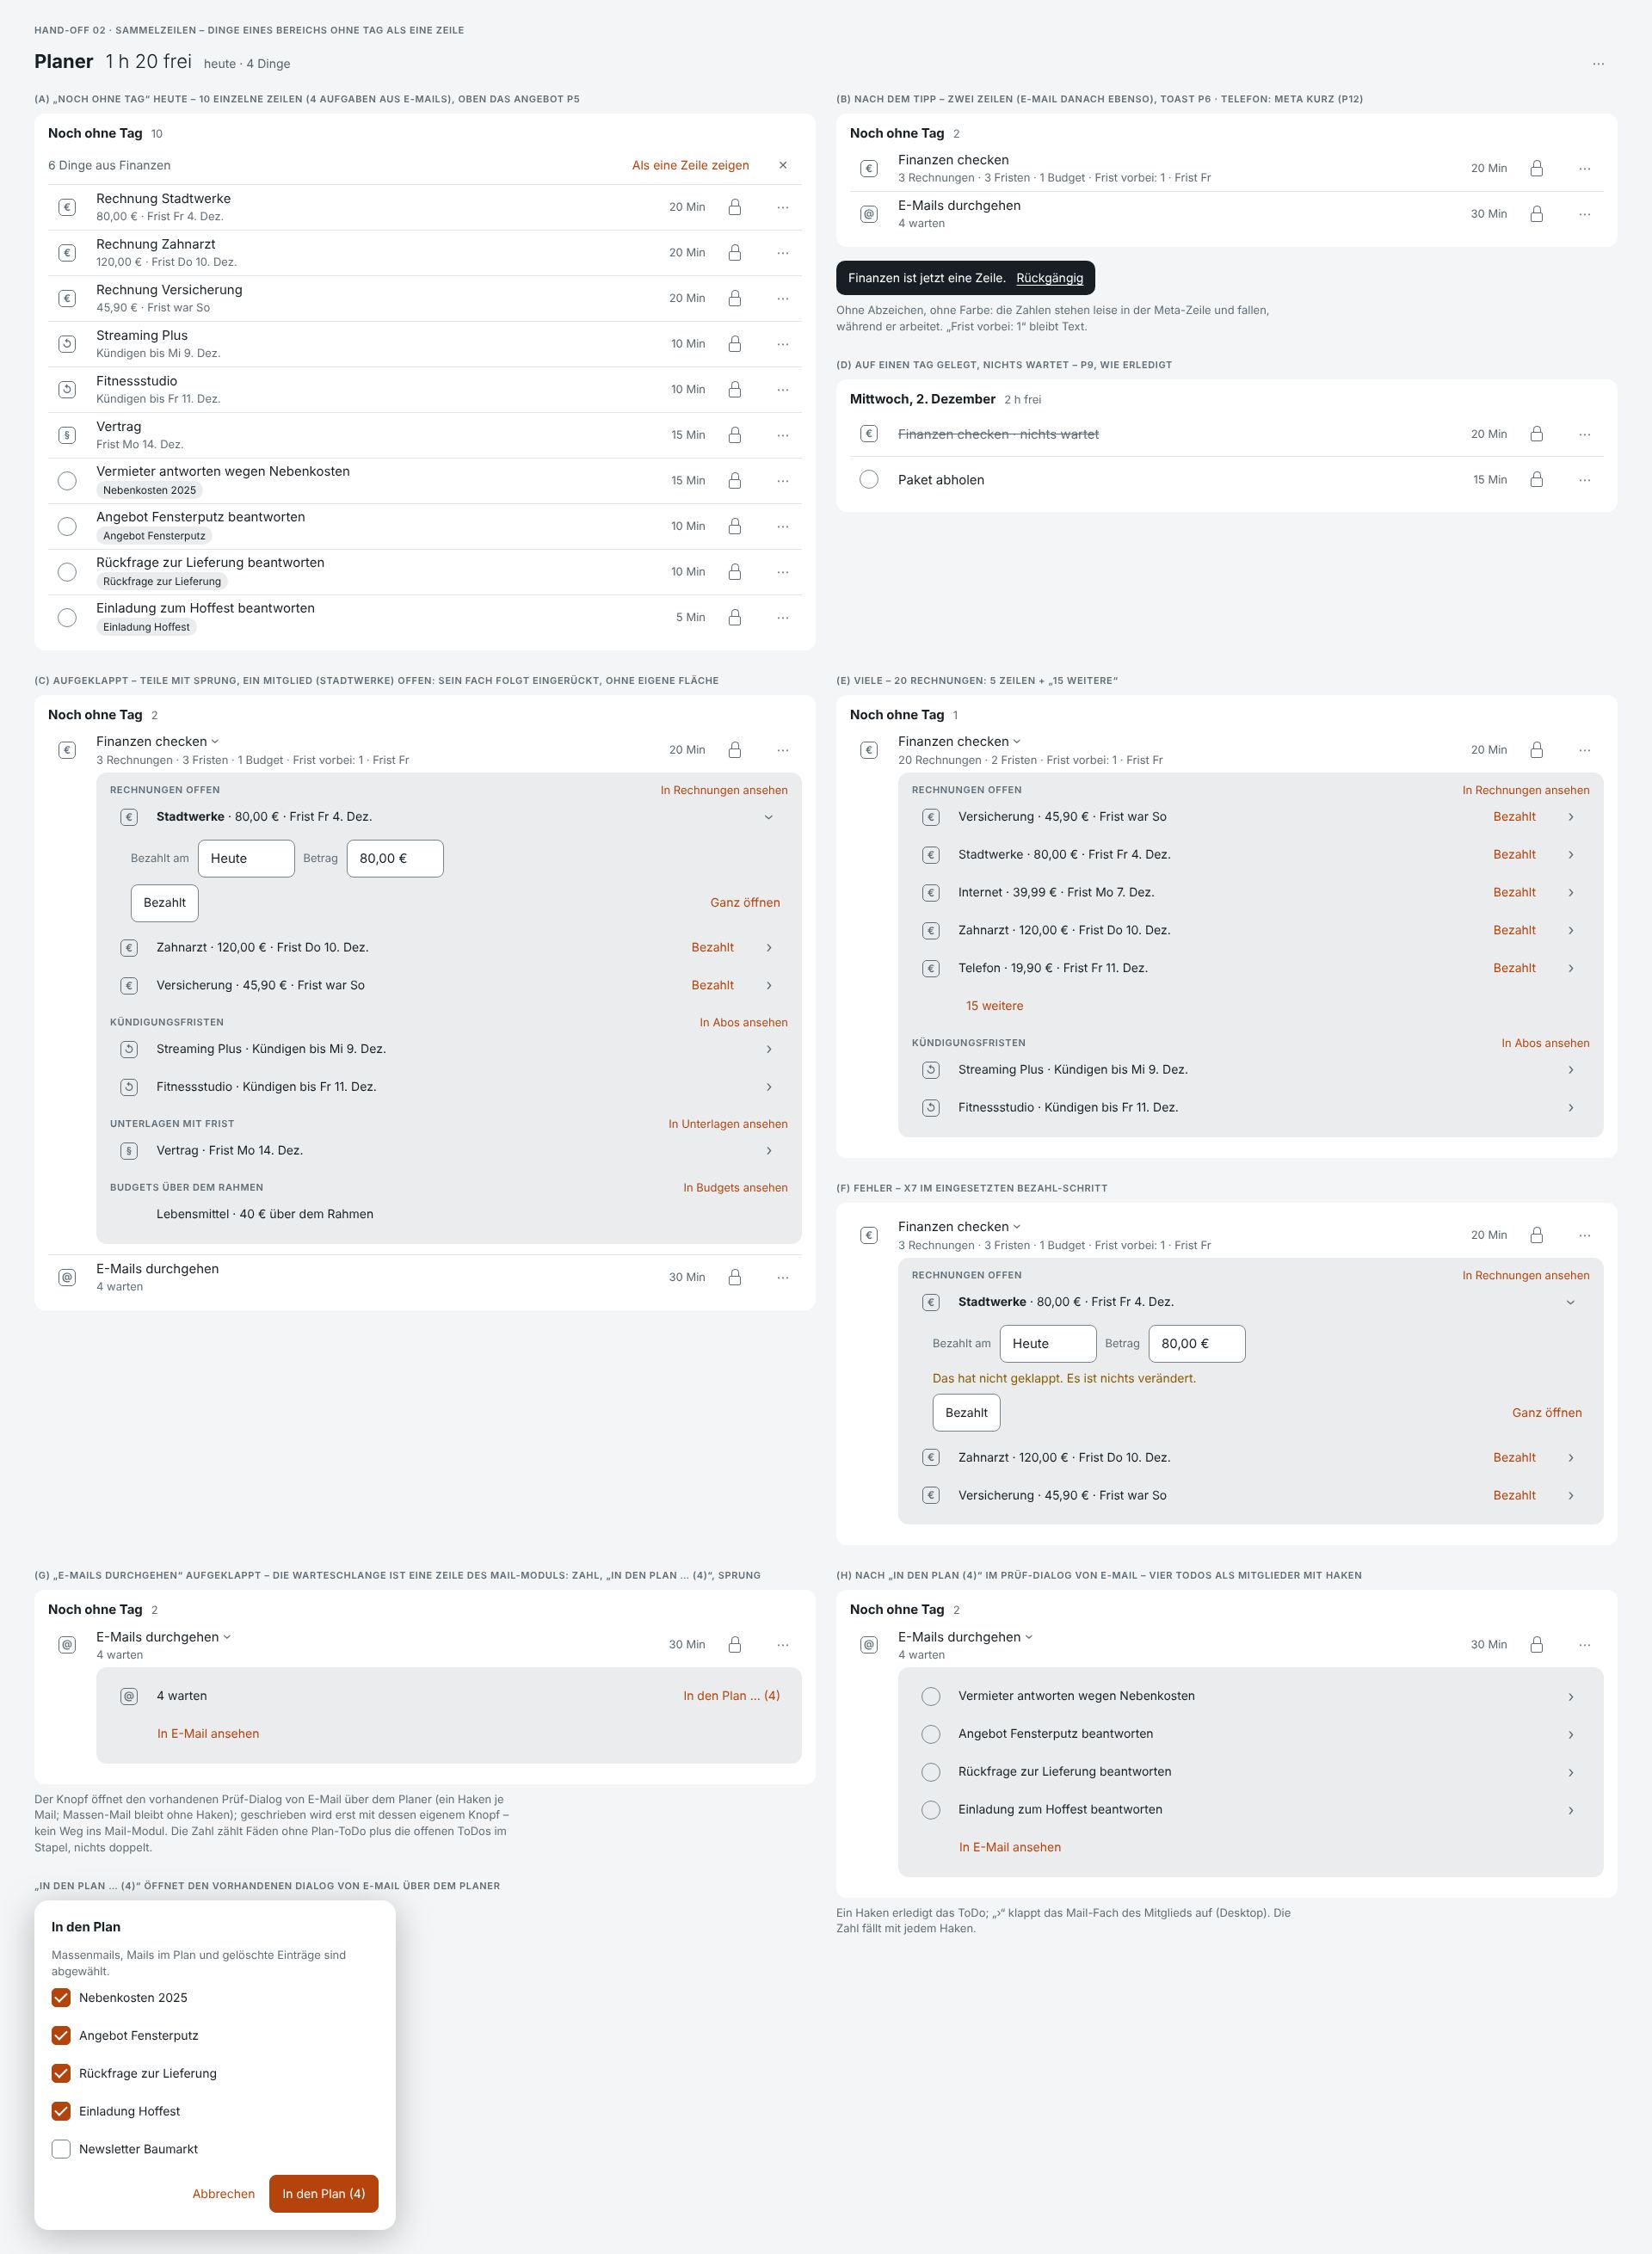 HAND-OFF 02 · SAMMELZEILEN – DINGE EINES BEREICHS OHNE TAG ALS EINE ZEILE
Planer 1 h 20 frei heute · 4 Dinge ···
(A) „NOCH OHNE TAG“ HEUTE – 10 EINZELNE ZEILEN (4 AUFGABEN AUS E-MAILS), OBEN DAS ANGEBOT P5
Noch ohne Tag 10
6 Dinge aus Finanzen Als eine Zeile zeigen ×
€ Rechnung Stadtwerke 20 Min ···
80,00 € · Frist Fr 4. Dez.
€ Rechnung Zahnarzt 20 Min ···
120,00 € · Frist Do 10. Dez.
€ Rechnung Versicherung 20 Min ···
45,90 € · Frist war So
Streaming Plus 10 Min ···
Kündigen bis Mi 9. Dez.
Fitnessstudio 10 Min ···
Kündigen bis Fr 11. Dez.
§ Vertrag 15 Min ···
Frist Mo 14. Dez.
Vermieter antworten wegen Nebenkosten 15 Min ···
Nebenkosten 2025
Angebot Fensterputz beantworten 10 Min ···
Angebot Fensterputz
Rückfrage zur Lieferung beantworten 10 Min ···
Rückfrage zur Lieferung
Einladung zum Hoffest beantworten 5 Min ···
Einladung Hoffest
(B) NACH DEM TIPP – ZWEI ZEILEN (E-MAIL DANACH EBENSO), TOAST P6 · TELEFON: META KURZ (P12)
Noch ohne Tag 2
€ Finanzen checken 20 Min ···
3 Rechnungen · 3 Fristen · 1 Budget · Frist vorbei: 1 · Frist Fr
@ E-Mails durchgehen 30 Min ···
4 warten
Finanzen ist jetzt eine Zeile. Rückgängig
Ohne Abzeichen, ohne Farbe: die Zahlen stehen leise in der Meta-Zeile und fallen,
während er arbeitet. „Frist vorbei: 1“ bleibt Text.
(D) AUF EINEN TAG GELEGT, NICHTS WARTET – P9, WIE ERLEDIGT
Mittwoch, 2. Dezember 2 h frei
€ Finanzen checken · nichts wartet 20 Min ···
Paket abholen 15 Min ···
(C) AUFGEKLAPPT – TEILE MIT SPRUNG, EIN MITGLIED (STADTWERKE) OFFEN: SEIN FACH FOLGT EINGERÜCKT, OHNE EIGENE FLÄCHE
Noch ohne Tag 2
€ Finanzen checken 20 Min ···
3 Rechnungen · 3 Fristen · 1 Budget · Frist vorbei: 1 · Frist Fr
RECHNUNGEN OFFEN In Rechnungen ansehen
€ Stadtwerke · 80,00 € · Frist Fr 4. Dez.
Bezahlt am Heute Betrag 80,00 €
Bezahlt Ganz öffnen
€ Zahnarzt · 120,00 € · Frist Do 10. Dez. Bezahlt ›
€ Versicherung · 45,90 € · Frist war So Bezahlt ›
KÜNDIGUNGSFRISTEN In Abos ansehen
Streaming Plus · Kündigen bis Mi 9. Dez. ›
Fitnessstudio · Kündigen bis Fr 11. Dez. ›
UNTERLAGEN MIT FRIST In Unterlagen ansehen
§ Vertrag · Frist Mo 14. Dez. ›
BUDGETS ÜBER DEM RAHMEN In Budgets ansehen
Lebensmittel · 40 € über dem Rahmen
@ E-Mails durchgehen 30 Min ···
4 warten
(E) VIELE – 20 RECHNUNGEN: 5 ZEILEN + „15 WEITERE“
Noch ohne Tag 1
€ Finanzen checken 20 Min ···
20 Rechnungen · 2 Fristen · Frist vorbei: 1 · Frist Fr
RECHNUNGEN OFFEN In Rechnungen ansehen
€ Versicherung · 45,90 € · Frist war So Bezahlt ›
€ Stadtwerke · 80,00 € · Frist Fr 4. Dez. Bezahlt ›
€ Internet · 39,99 € · Frist Mo 7. Dez. Bezahlt ›
€ Zahnarzt · 120,00 € · Frist Do 10. Dez. Bezahlt ›
€ Telefon · 19,90 € · Frist Fr 11. Dez. Bezahlt ›
15 weitere
KÜNDIGUNGSFRISTEN In Abos ansehen
Streaming Plus · Kündigen bis Mi 9. Dez. ›
Fitnessstudio · Kündigen bis Fr 11. Dez. ›
(F) FEHLER – X7 IM EINGESETZTEN BEZAHL-SCHRITT
€ Finanzen checken 20 Min ···
3 Rechnungen · 3 Fristen · 1 Budget · Frist vorbei: 1 · Frist Fr
RECHNUNGEN OFFEN In Rechnungen ansehen
€ Stadtwerke · 80,00 € · Frist Fr 4. Dez.
Bezahlt am Heute Betrag 80,00 €
Das hat nicht geklappt. Es ist nichts verändert.
Bezahlt Ganz öffnen
€ Zahnarzt · 120,00 € · Frist Do 10. Dez. Bezahlt ›
€ Versicherung · 45,90 € · Frist war So Bezahlt ›
(G) „E-MAILS DURCHGEHEN“ AUFGEKLAPPT – DIE WARTESCHLANGE IST EINE ZEILE DES MAIL-MODULS: ZAHL, „IN DEN PLAN … (4)“, SPRUNG
Noch ohne Tag 2
@ E-Mails durchgehen 30 Min ···
4 warten
@ 4 warten In den Plan … (4)
In E-Mail ansehen
Der Knopf öffnet den vorhandenen Prüf-Dialog von E-Mail über dem Planer (ein Haken je
Mail; Massen-Mail bleibt ohne Haken); geschrieben wird erst mit dessen eigenem Knopf –
kein Weg ins Mail-Modul. Die Zahl zählt Fäden ohne Plan-ToDo plus die offenen ToDos im
Stapel, nichts doppelt.
„IN DEN PLAN … (4)“ ÖFFNET DEN VORHANDENEN DIALOG VON E-MAIL ÜBER DEM PLANER
In den Plan
Massenmails, Mails im Plan und gelöschte Einträge sind
abgewählt.
Nebenkosten 2025
Angebot Fensterputz
Rückfrage zur Lieferung
Einladung Hoffest
Newsletter Baumarkt
Abbrechen In den Plan (4)
(H) NACH „IN DEN PLAN (4)“ IM PRÜF-DIALOG VON E-MAIL – VIER TODOS ALS MITGLIEDER MIT HAKEN
Noch ohne Tag 2
@ E-Mails durchgehen 30 Min ···
4 warten
Vermieter antworten wegen Nebenkosten ›
Angebot Fensterputz beantworten ›
Rückfrage zur Lieferung beantworten ›
Einladung zum Hoffest beantworten ›
In E-Mail ansehen
Ein Haken erledigt das ToDo; „›“ klappt das Mail-Fach des Mitglieds auf (Desktop). Die
Zahl fällt mit jedem Haken.